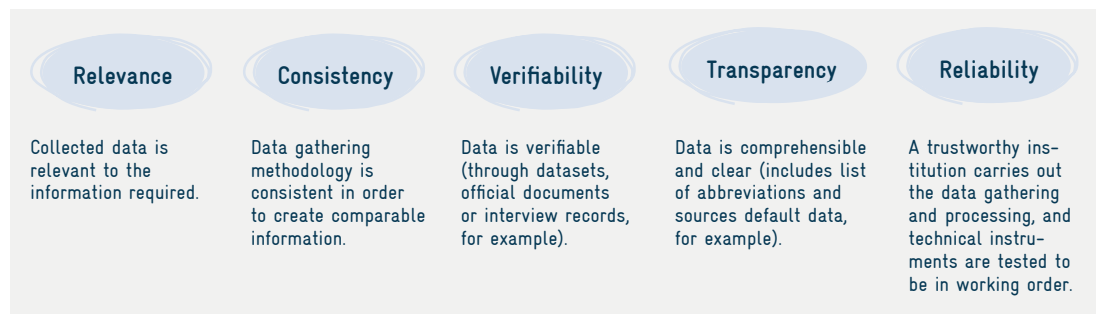 Relevance
Collected data is
relevant to the
information required.
Consistency
Data gathering
methodology is
consistent in order
to create comparable
information.
Verifiability
Data is verifiable
(through datasets,
official documents
or interview records,
for example).
Transparency
Data is comprehensible
and clear (includes list
of abbreviations and
sources default data,
for example).
Reliability
A trustworthy ins-
titution carries out
the data gathering
and processing, and
technical instru-
ments are tested to
be in working order.